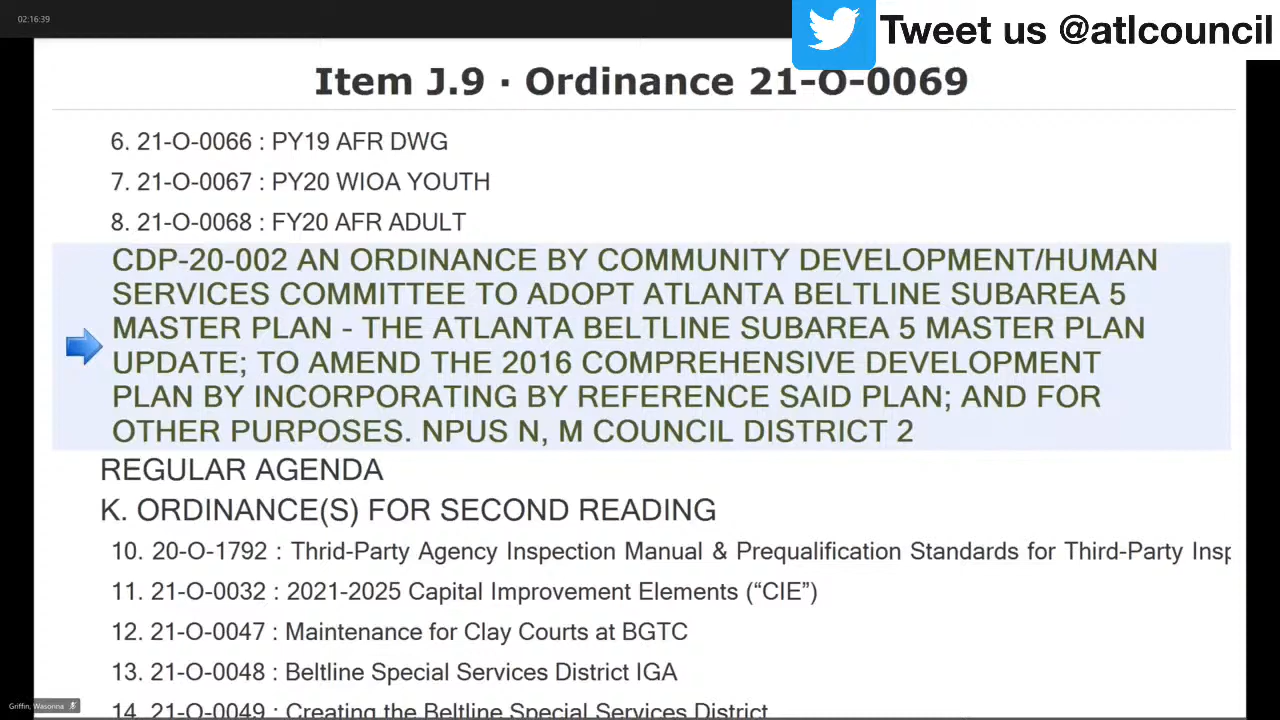 02:16:39
Tweet us @atlcouncil
Item J.9 · Ordinance 21-O-0069
6. 21-O-0066 : PY19 AFR DWG
7. 21-O-0067 : PY20 WIOA YOUTH
8. 21-O-0068 : FY20 AFR ADULT
CDP-20-002 AN ORDINANCE BY COMMUNITY DEVELOPMENT/HUMAN
SERVICES COMMITTEE TO ADOPT ATLANTA BELTLINE SUBAREA 5
MASTER PLAN - THE ATLANTA BELTLINE SUBAREA 5 MASTER PLAN
UPDATE; TO AMEND THE 2016 COMPREHENSIVE DEVELOPMENT
PLAN BY INCORPORATING BY REFERENCE SAID PLAN; AND FOR
OTHER PURPOSES. NPUS N, M COUNCIL DISTRICT 2
REGULAR AGENDA
K. ORDINANCE(S) FOR SECOND READING
10. 20-O-1792 : Thrid-Party Agency Inspection Manual & Prequalification Standards for Third-Party Insp
11. 21-O-0032 : 2021-2025 Capital Improvement Elements (“CIE”)
12. 21-O-0047 : Maintenance for Clay Courts at BGTC
13. 21-O-0048 : Beltline Special Services District IGA
14. 21-O-0049 : Creating the Beltline Special Services District
Griffin, Wasonna